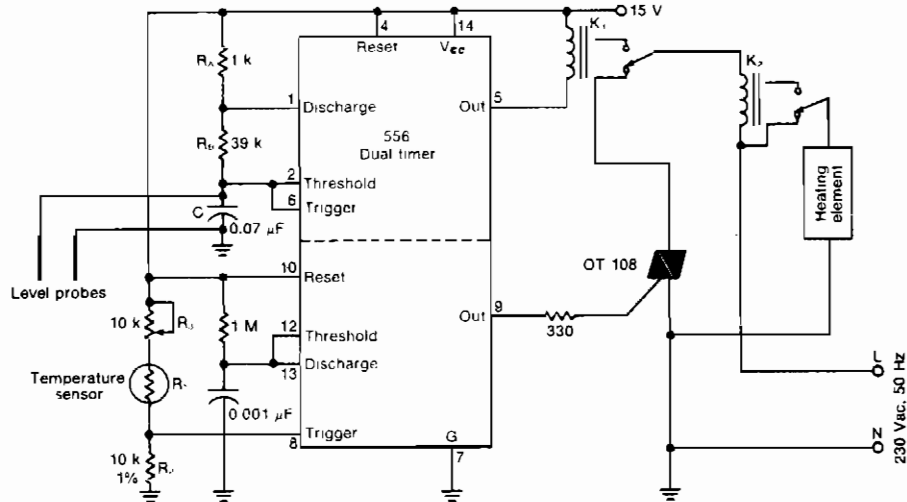 15 V
K₁
4
14
Reset
Vcc
RA 1 k
1
Discharge
5
Out
K₂
RB 39 k
556
Dual timer
2
Threshold
6
Trigger
C
0.07 µF
Heating element
10
Reset
OT 108
Level probes
10 k
1 M
12
Threshold
9
Out
330
13
Discharge
Temperature sensor
0.001 µF
L
230 Vac, 50 Hz
8
Trigger
G
7
N
10 k
1%